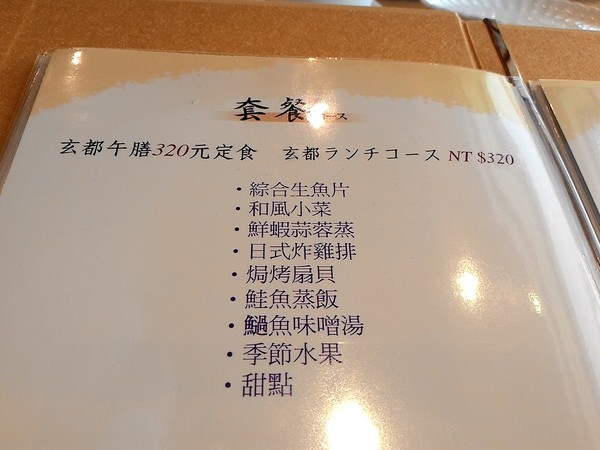 套餐コース
玄都午膳320元定食 玄都ランチコース NT $320
・綜合生魚片
・和風小菜
・鮮蝦蒜蓉蒸
・日式炸雞排
・焗烤扇貝
・鮭魚蒸飯
・魚味噌湯
・季節水果
・甜點